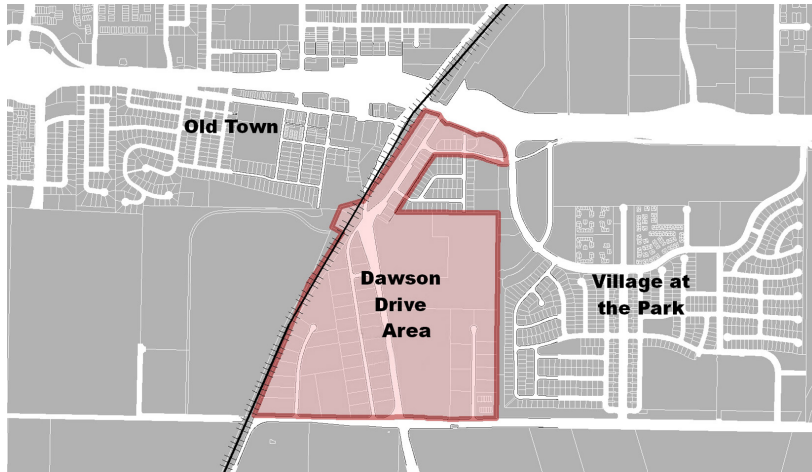 Old Town
Dawson
Drive
Area
Village at
the Park